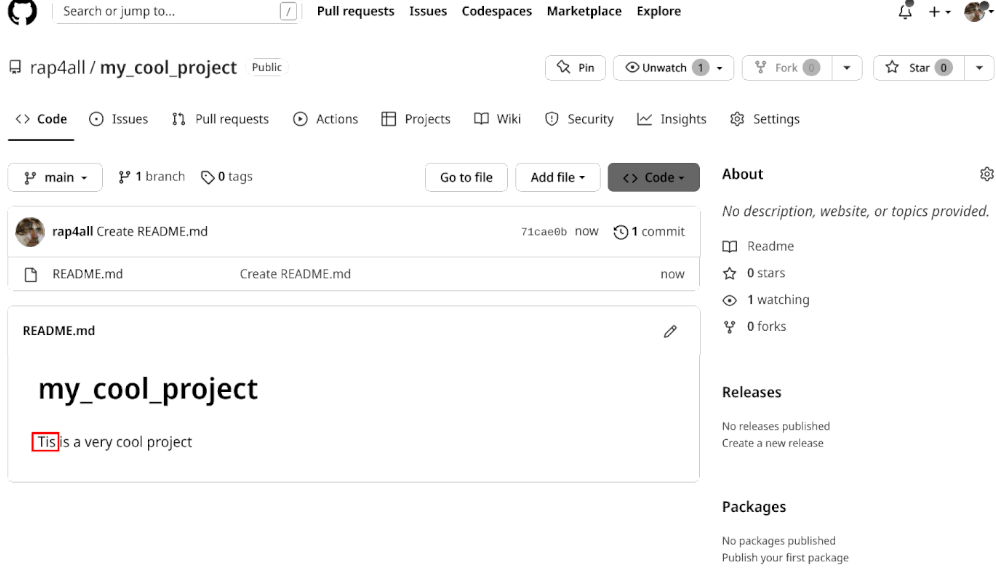 Search or jump to... / Pull requests Issues Codespaces Marketplace Explore
rap4all / my_cool_project Public Pin Unwatch 1 Fork 0 Star 0
Code Issues Pull requests Actions Projects Wiki Security Insights Settings
main 1 branch 0 tags Go to file Add file Code
rap4all Create README.md 71cae0b now 1 commit
README.md Create README.md now
README.md
my_cool_project
Tis is a very cool project
About
No description, website, or topics provided.
Readme
0 stars
1 watching
0 forks
Releases
No releases published
Create a new release
Packages
No packages published
Publish your first package